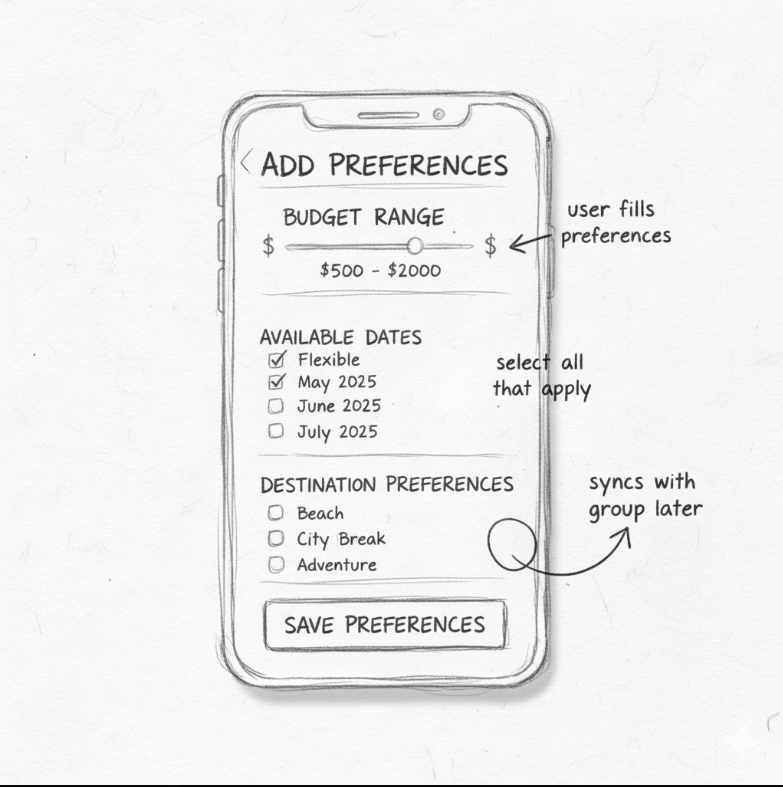 < ADD PREFERENCES
BUDGET RANGE
$ $
$500 - $2000
user fills
preferences
AVAILABLE DATES
Flexible
May 2025
June 2025
July 2025
select all
that apply
DESTINATION PREFERENCES
Beach
City Break
Adventure
syncs with
group later
SAVE PREFERENCES